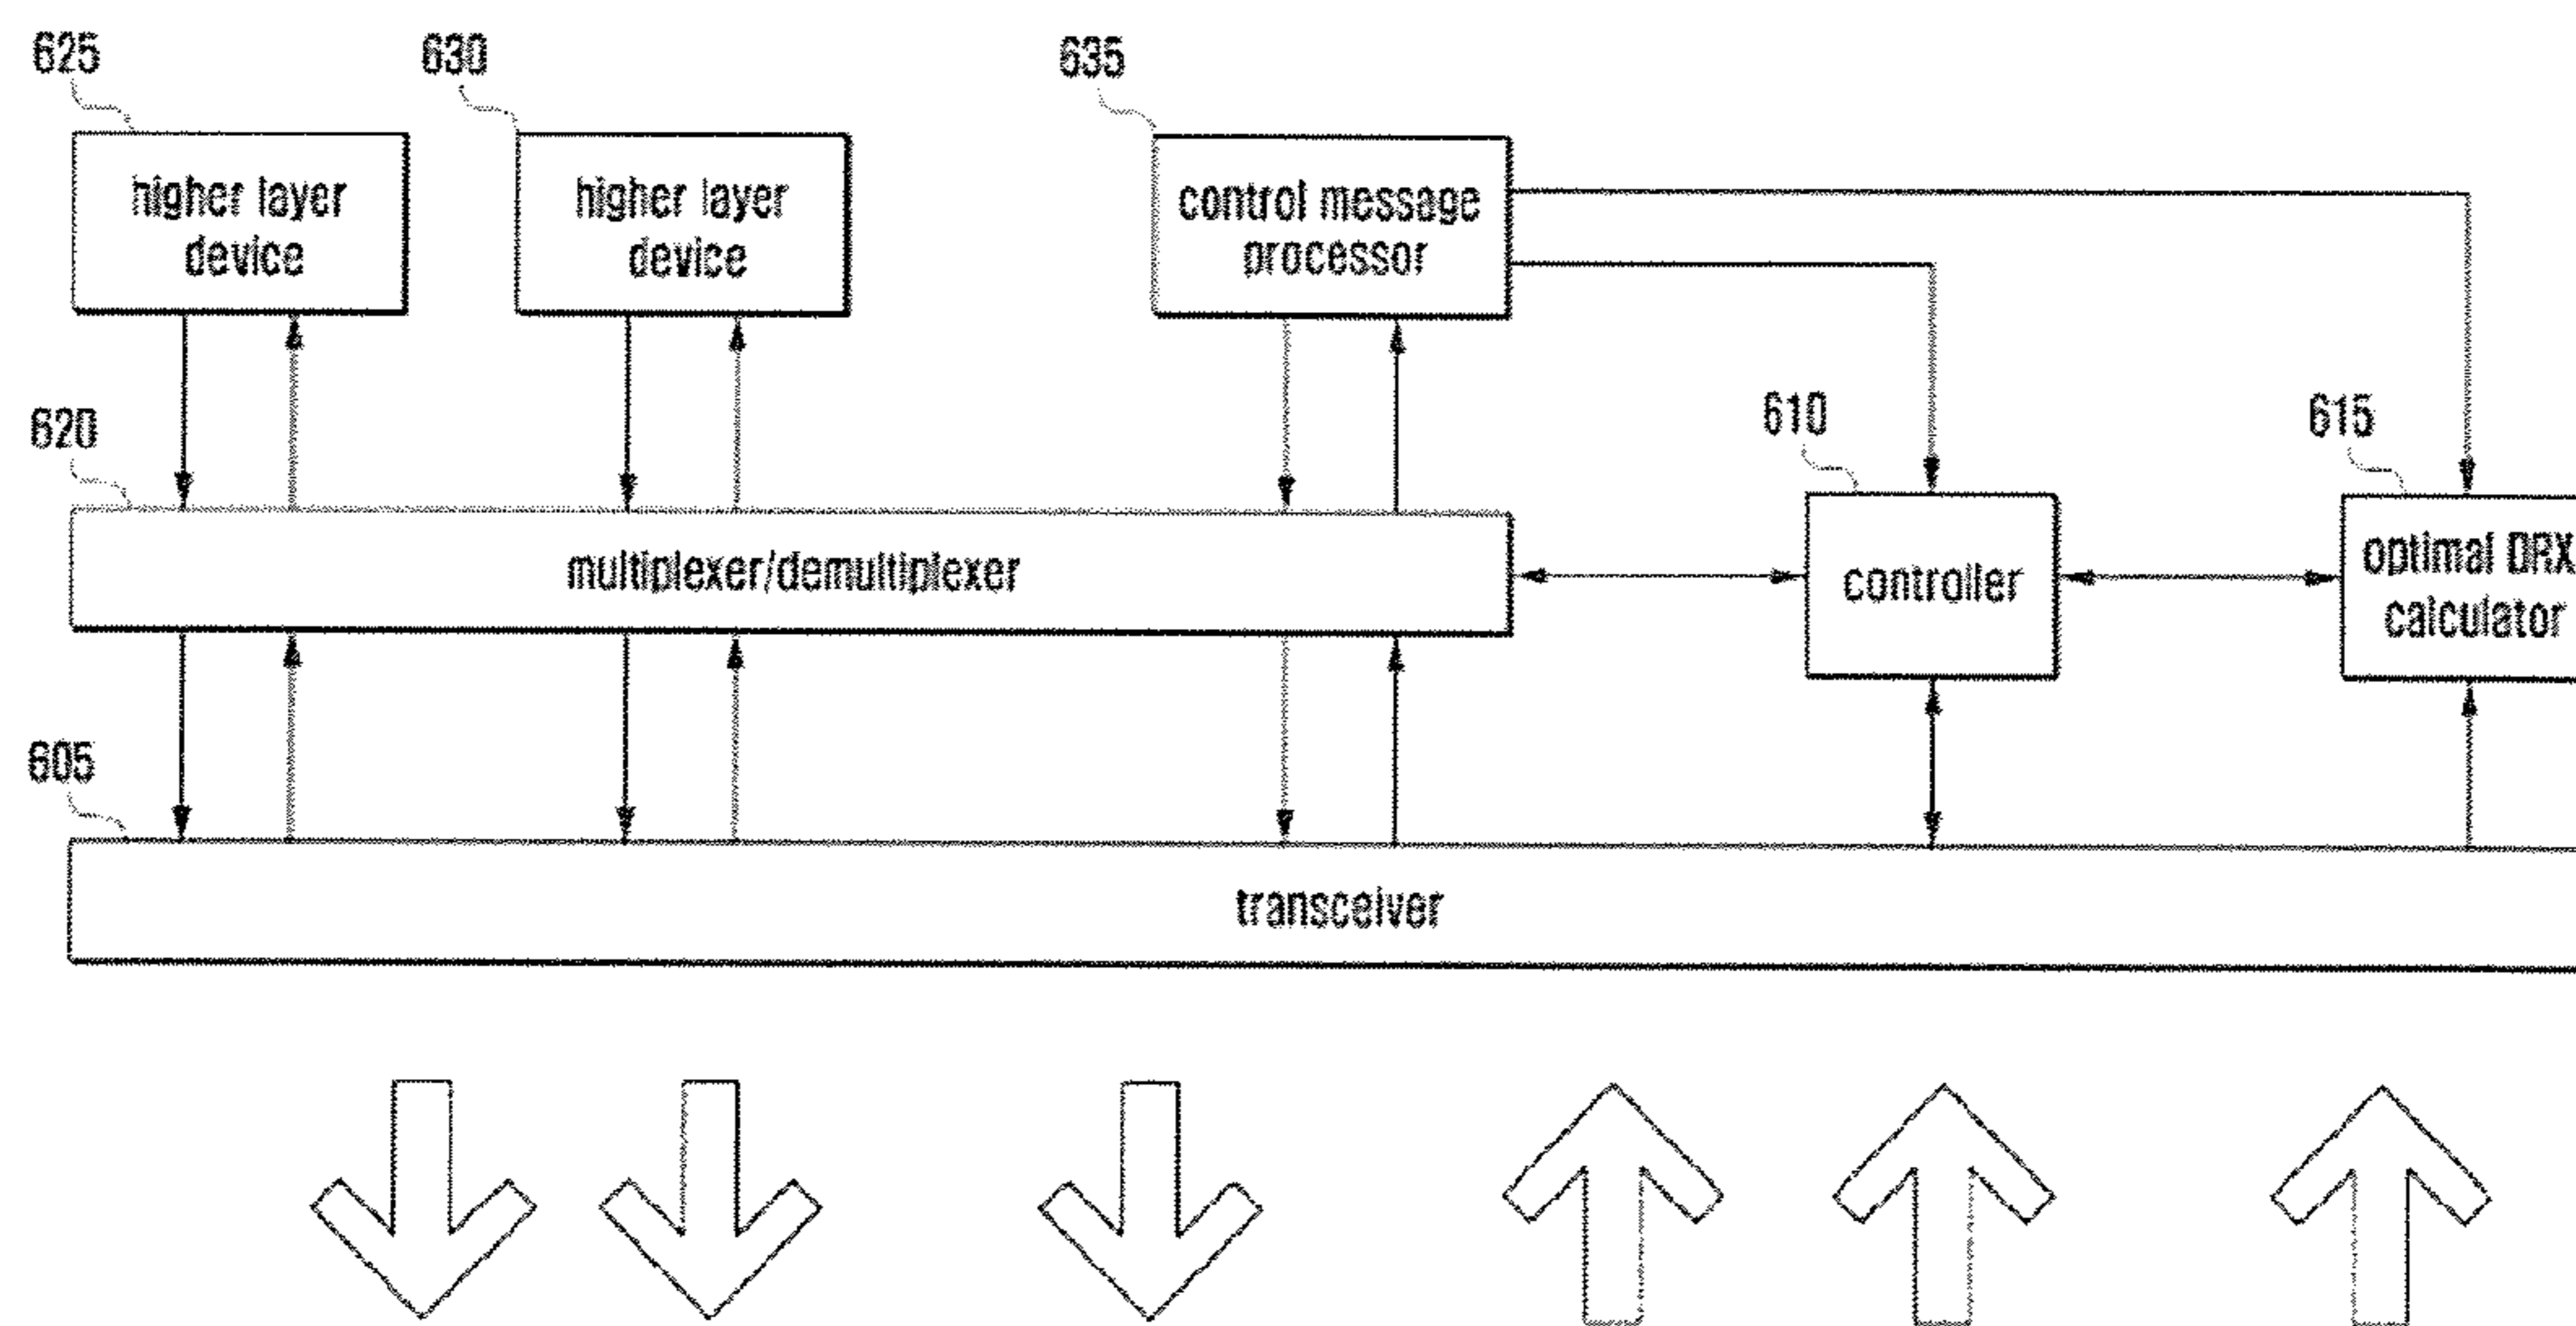 625
630
635
higher layer
device
higher layer
device
control message
processor
620
610
615
multiplexer/demultiplexer
controller
optimal DRX
calculator
605
transceiver